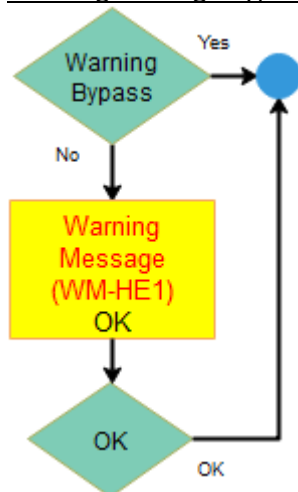 Warning
Bypass
Yes
No
Warning
Message
(WM-HE1)
OK
OK
OK